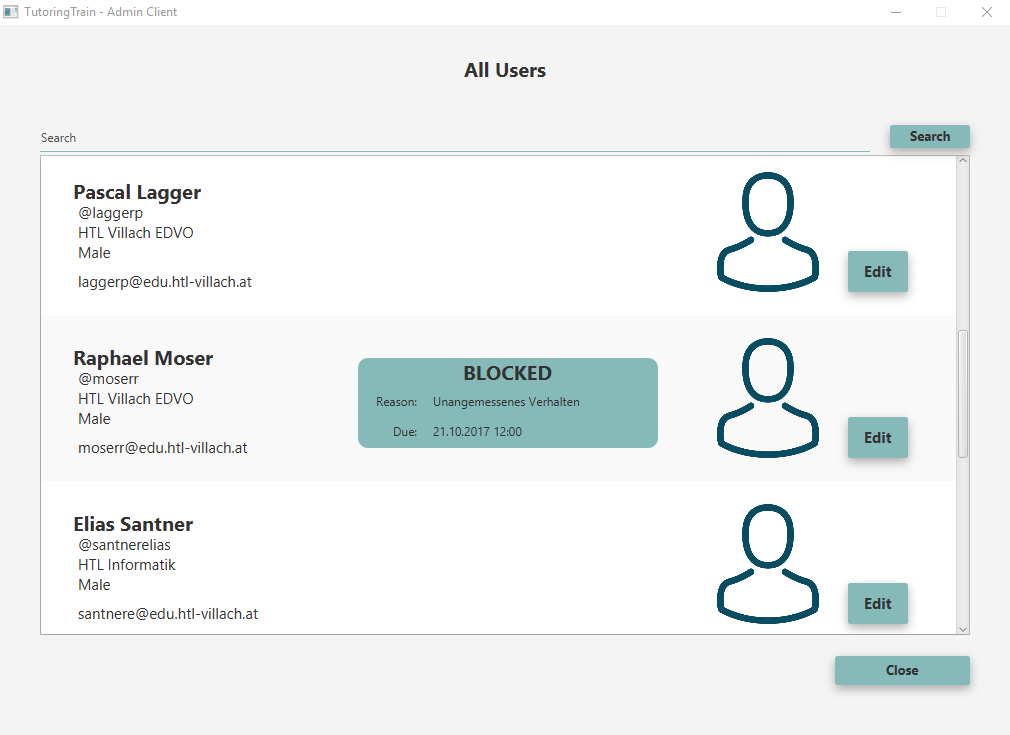 TutoringTrain - Admin Client
All Users
Search
Search
Pascal Lagger
@laggerp
HTL Villach EDVO
Male
laggerp@edu.htl-villach.at
Edit
Raphael Moser
@moserr
HTL Villach EDVO
Male
moserr@edu.htl-villach.at
BLOCKED
Reason: Unangemessenes Verhalten
Due: 21.10.2017 12:00
Edit
Elias Santner
@santnerelias
HTL Informatik
Male
santnere@edu.htl-villach.at
Edit
Close